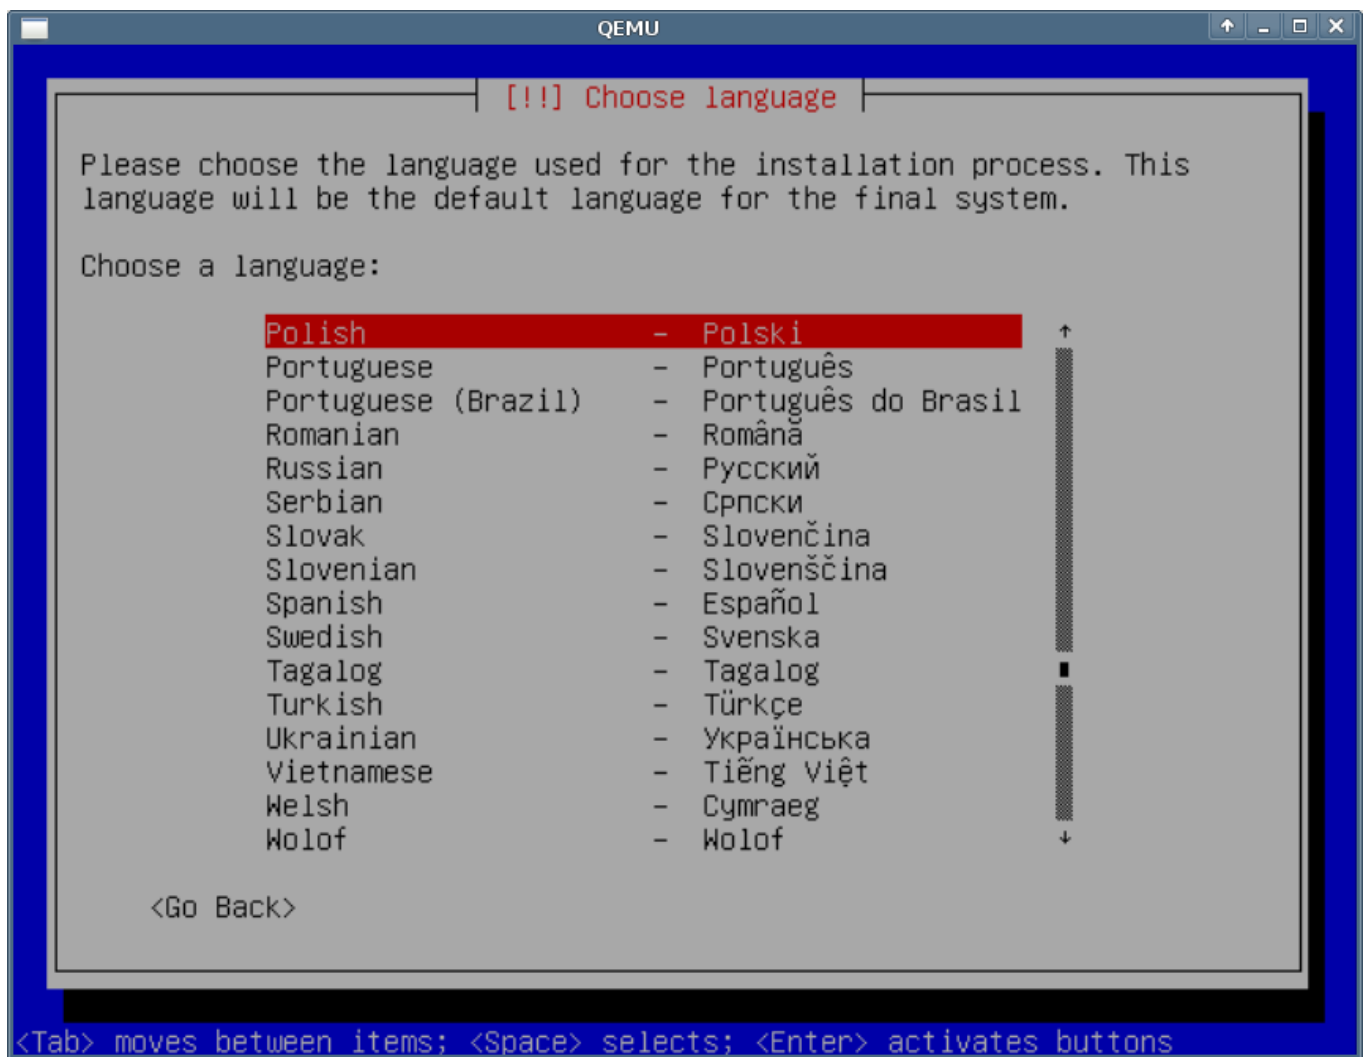 QEMU
[!!] Choose language
Please choose the language used for the installation process. This
language will be the default language for the final system.
Choose a language:
Polish - Polski
Portuguese - Português
Portuguese (Brazil) - Português do Brasil
Romanian - Română
Russian - Русский
Serbian - Српски
Slovak - Slovenčina
Slovenian - Slovenščina
Spanish - Español
Swedish - Svenska
Tagalog - Tagalog
Turkish - Türkçe
Ukrainian - Українська
Vietnamese - Tiếng Việt
Welsh - Cymraeg
Wolof - Wolof
<Go Back>
<Tab> moves between items; <Space> selects; <Enter> activates buttons